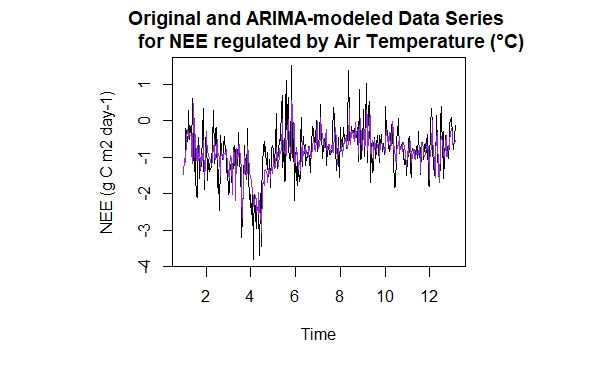 Original and ARIMA-modeled Data Series
for NEE regulated by Air Temperature (°C)
NEE (g C m2 day-1)
1
0
-1
-2
-3
-4
2 4 6 8 10 12
Time